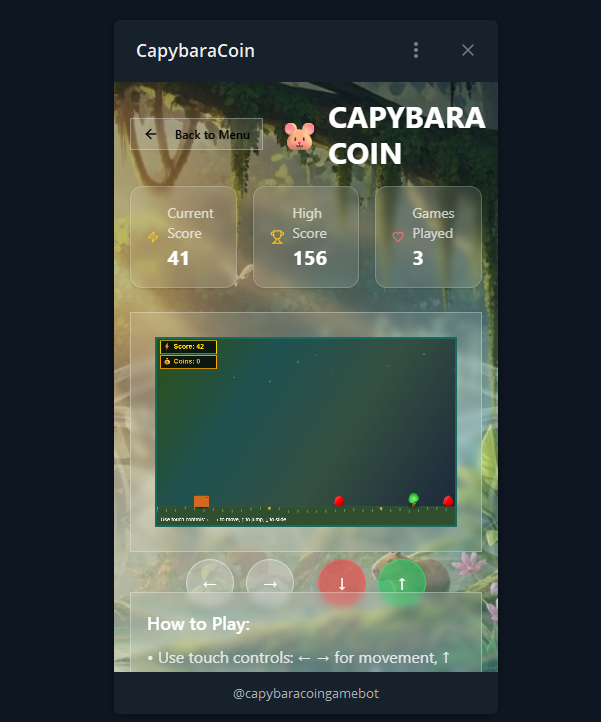 CapybaraCoin
Back to Menu
CAPYBARA
COIN
Current
Score
41
High
Score
156
Games
Played
3
Score: 42
Coins: 0
Use touch controls: ← → to move, ↑ to jump, ↓ to slide
← → ↓ ↑
How to Play:
• Use touch controls: ← → for movement, ↑
@capybaracoingamebot